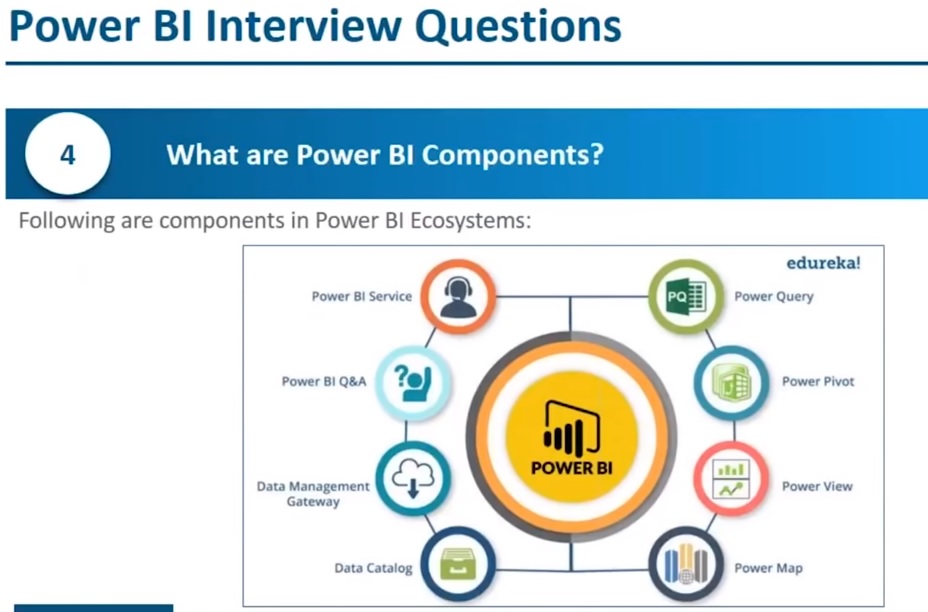 Power BI Interview Questions
4
What are Power BI Components?
Following are components in Power BI Ecosystems:
edureka!
Power BI Service
PQ
Power Query
Power BI Q&A
?
Power Pivot
POWER BI
Data Management
Gateway
Power View
Data Catalog
Power Map